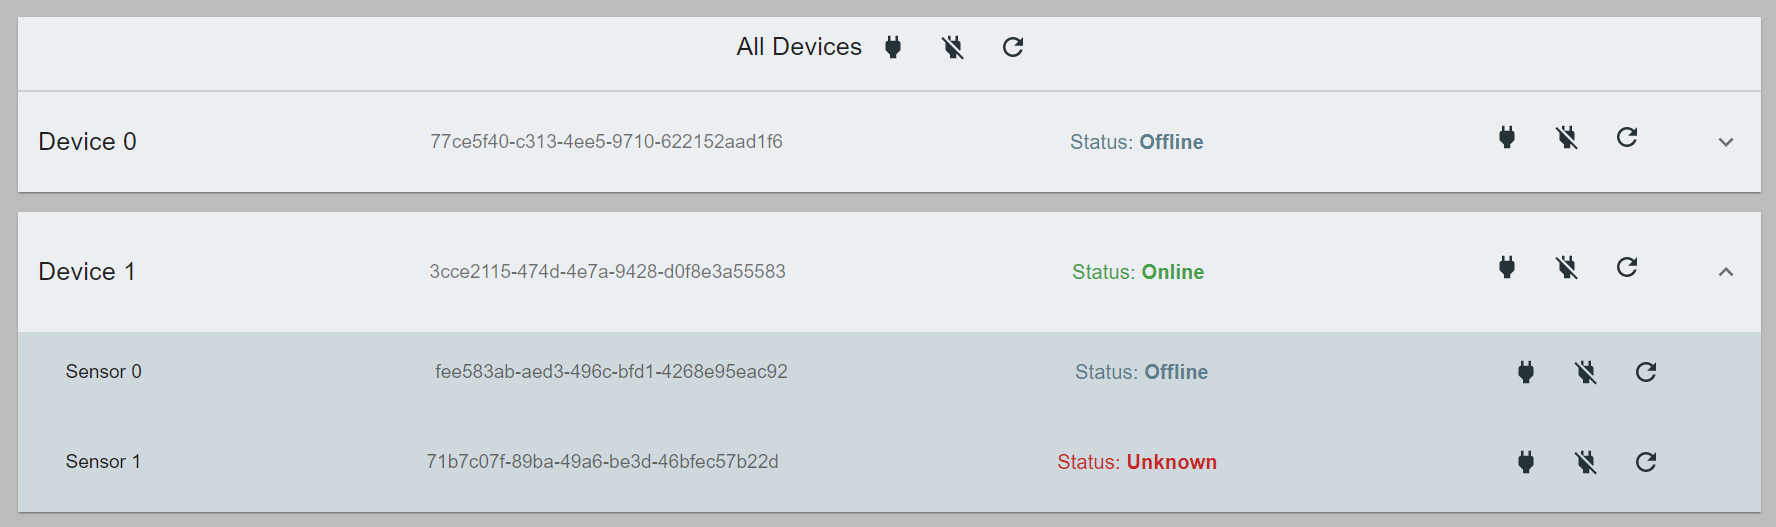 All Devices
Device 0 77ce5f40-c313-4ee5-9710-622152aad1f6 Status: Offline
Device 1 3cce2115-474d-4e7a-9428-d0f8e3a55583 Status: Online
Sensor 0 fee583ab-aed3-496c-bfd1-4268e95eac92 Status: Offline
Sensor 1 71b7c07f-89ba-49a6-be3d-46bfec57b22d Status: Unknown